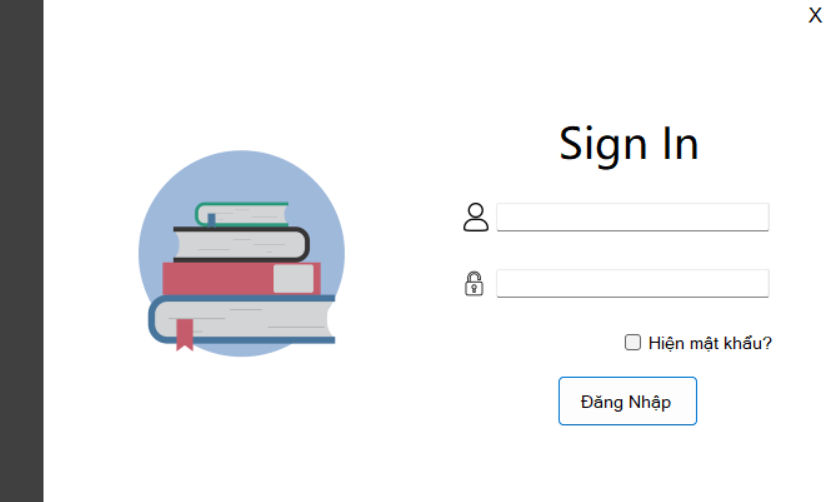 X
Sign In
Hiện mật khẩu?
Đăng Nhập